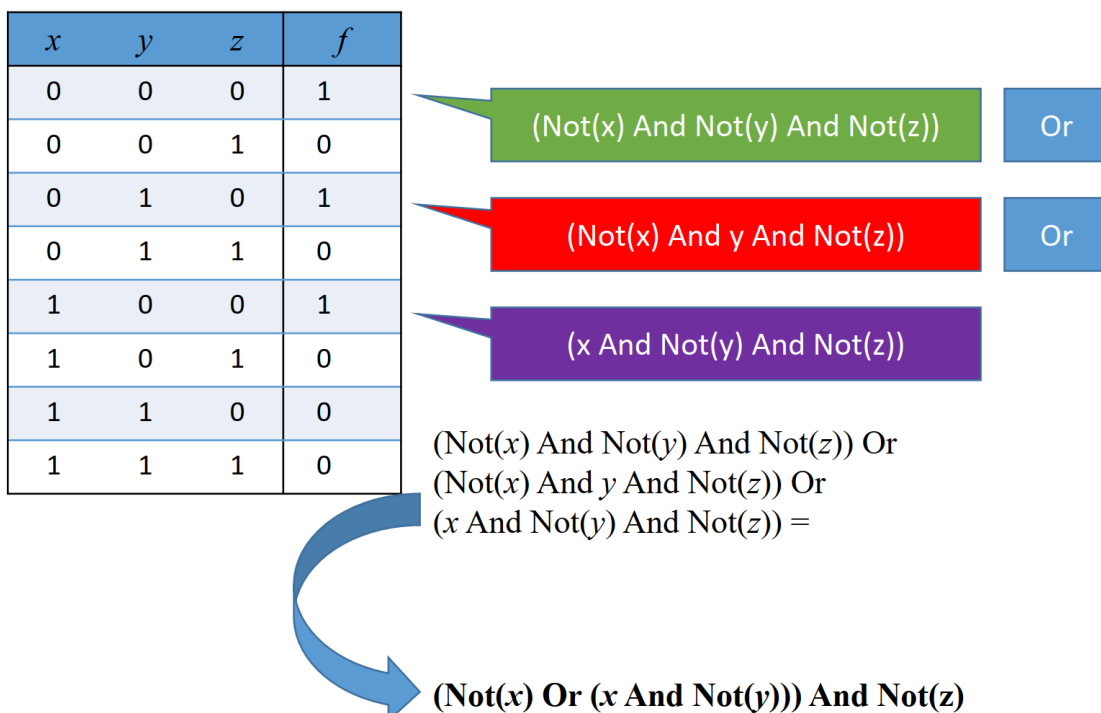 x y z f
0 0 0 1
(Not(x) And Not(y) And Not(z)) Or
0 0 1 0
0 1 0 1
(Not(x) And y And Not(z)) Or
0 1 1 0
1 0 0 1
(x And Not(y) And Not(z))
1 0 1 0
1 1 0 0
1 1 1 0
(Not(x) And Not(y) And Not(z)) Or
(Not(x) And y And Not(z)) Or
(x And Not(y) And Not(z)) =
(Not(x) Or (x And Not(y))) And Not(z)